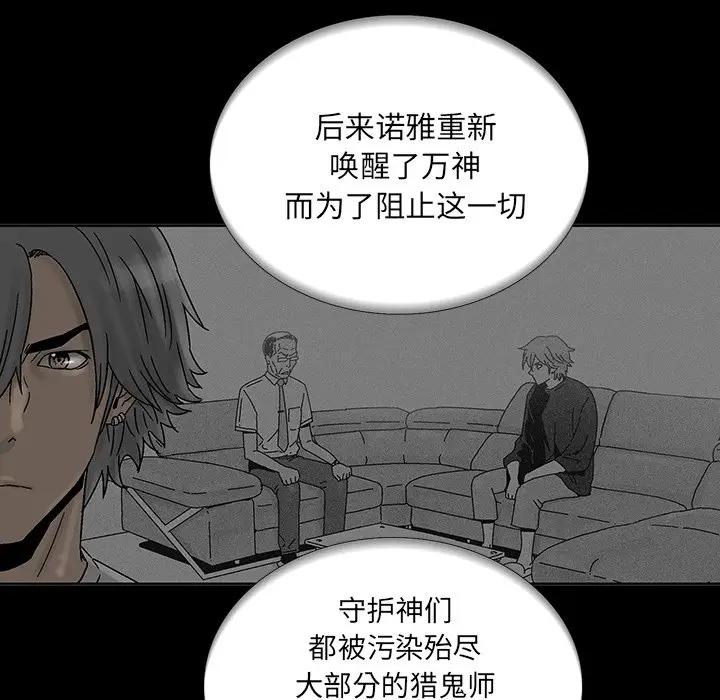 后来诺雅重新
唤醒了万神
而为了阻止这一切
守护神们
都被污染殆尽
大部分的猎鬼师